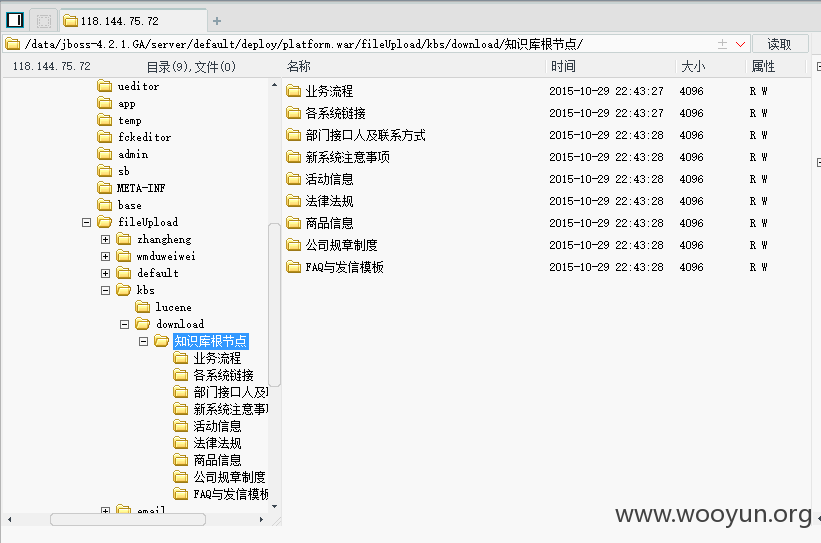 118.144.75.72
/data/jboss-4.2.1.GA/server/default/deploy/platform.war/fileUpload/kbs/download/知识库根节点/ 读取
118.144.75.72 目录(9),文件(0) 名称 时间 大小 属性
ueditor
app
temp
fckeditor
admin
sb
META-INF
base
fileUpload
zhangheng
wmduweiwei
default
kbs
lucene
download
知识库根节点
业务流程
各系统链接
部门接口人及
新系统注意事
活动信息
法律法规
商品信息
公司规章制度
FAQ与发信模板
email
业务流程 2015-10-29 22:43:27 4096 R W
各系统链接 2015-10-29 22:43:27 4096 R W
部门接口人及联系方式 2015-10-29 22:43:28 4096 R W
新系统注意事项 2015-10-29 22:43:28 4096 R W
活动信息 2015-10-29 22:43:28 4096 R W
法律法规 2015-10-29 22:43:28 4096 R W
商品信息 2015-10-29 22:43:28 4096 R W
公司规章制度 2015-10-29 22:43:28 4096 R W
FAQ与发信模板 2015-10-29 22:43:28 4096 R W
www.wooyun.org